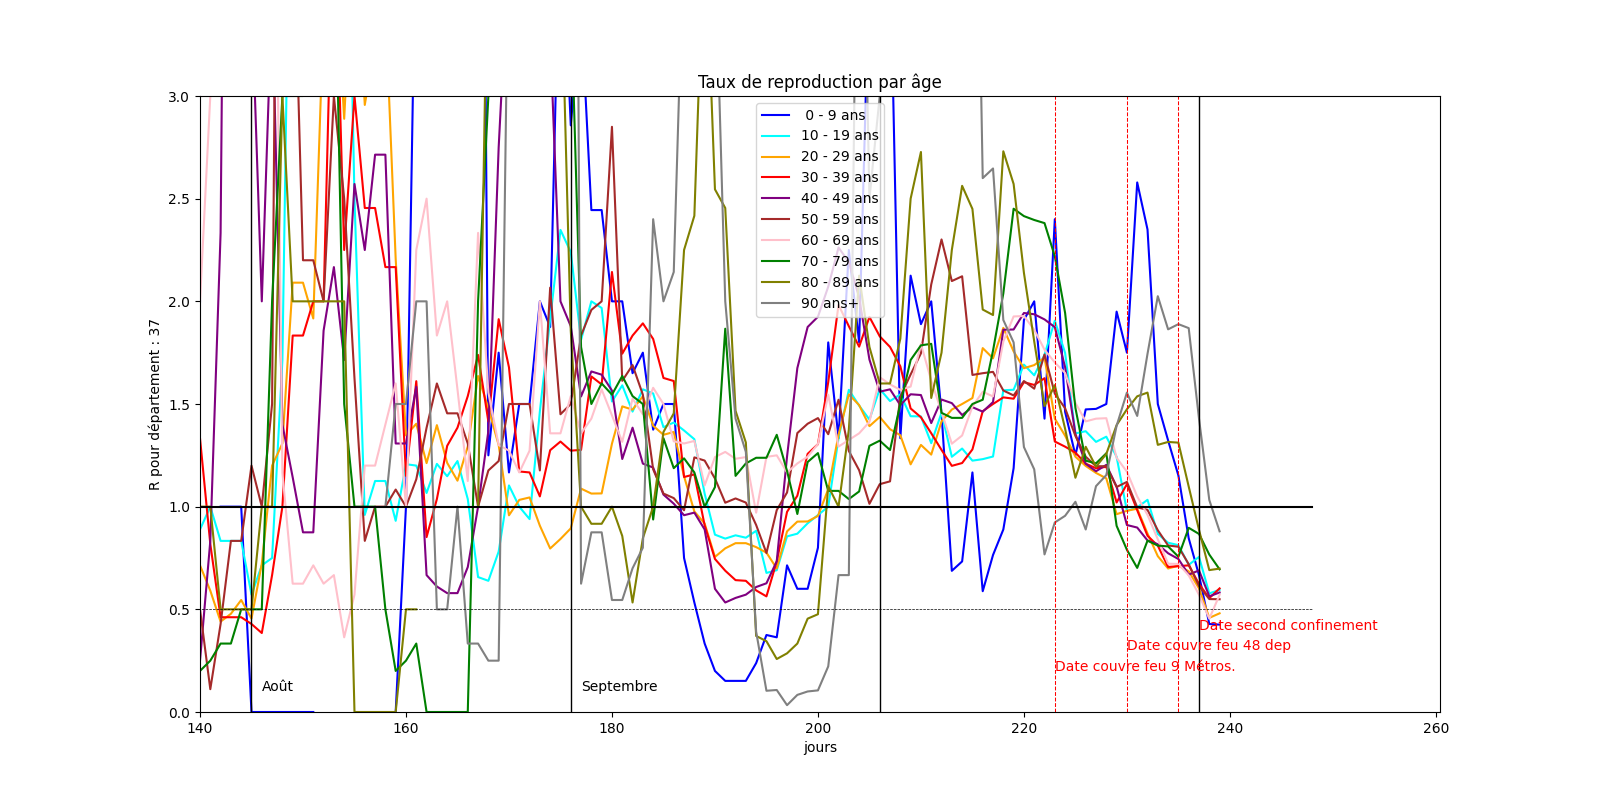 Taux de reproduction par âge
R pour département : 37
3.0
2.5
2.0
1.5
1.0
0.5
0.0
0 - 9 ans
10 - 19 ans
20 - 29 ans
30 - 39 ans
40 - 49 ans
50 - 59 ans
60 - 69 ans
70 - 79 ans
80 - 89 ans
90 ans+
Date second confinement
Date couvre feu 48 dep
Date couvre feu 9 Métros.
Août
Septembre
140
160
180
200
220
240
260
jours